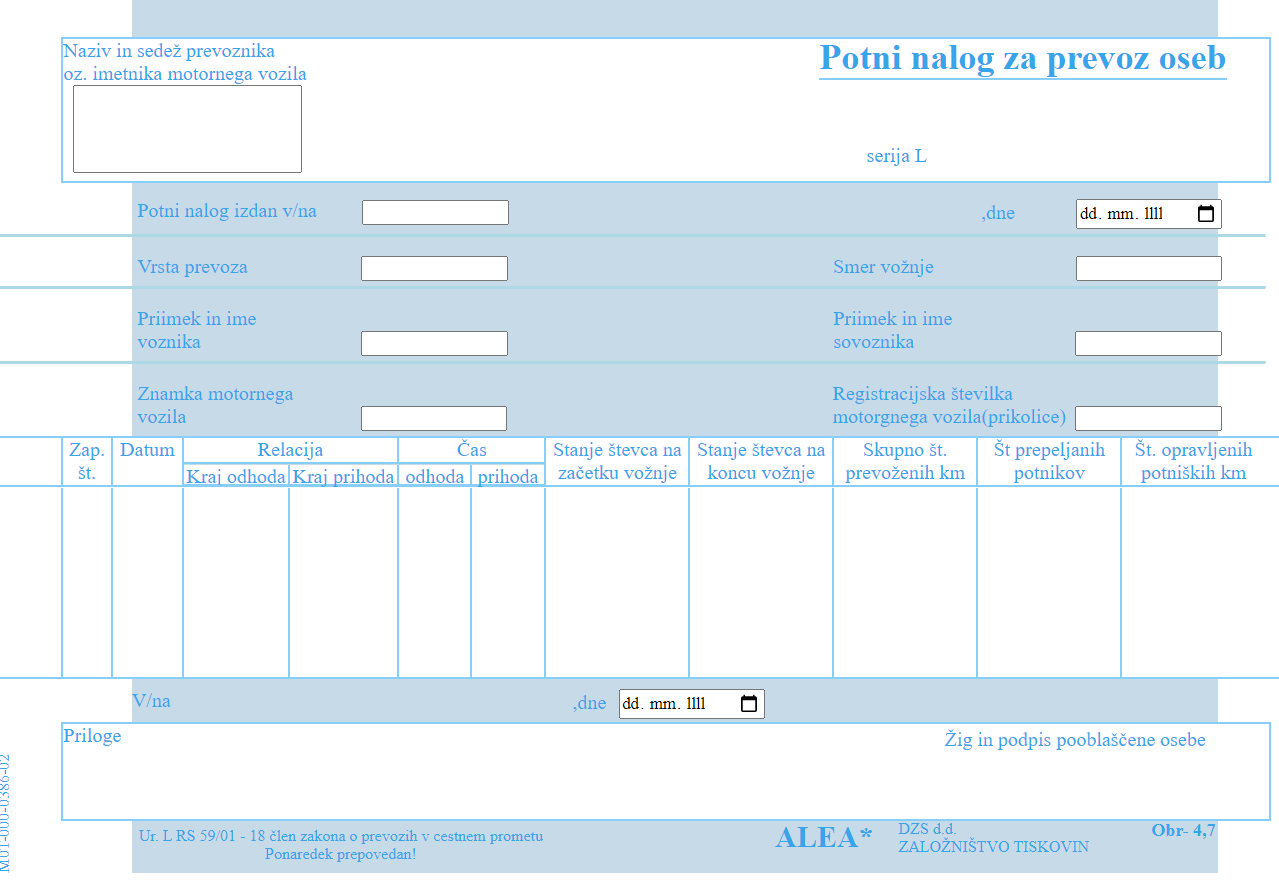 Naziv in sedež prevoznika
oz. imetnika motornega vozila
Potni nalog za prevoz oseb
serija L
Potni nalog izdan v/na
,dne
dd. mm. llll
Vrsta prevoza
Smer vožnje
Priimek in ime
voznika
Priimek in ime
sovoznika
Znamka motornega
vozila
Registracijska številka
motorgnega vozila(prikolice)
Zap.
št.
Datum
Relacija
Kraj odhoda
Kraj prihoda
Čas
odhoda
prihoda
Stanje števca na
začetku vožnje
Stanje števca na
koncu vožnje
Skupno št.
prevoženih km
Št prepeljanih
potnikov
Št. opravljenih
potniških km
V/na
,dne
dd. mm. llll
Priloge
Žig in podpis pooblaščene osebe
M01-000-0386-02
Ur. L RS 59/01 - 18 člen zakona o prevozih v cestnem prometu
Ponaredek prepovedan!
ALEA*
DZS d.d.
ZALOŽNIŠTVO TISKOVIN
Obr- 4,7